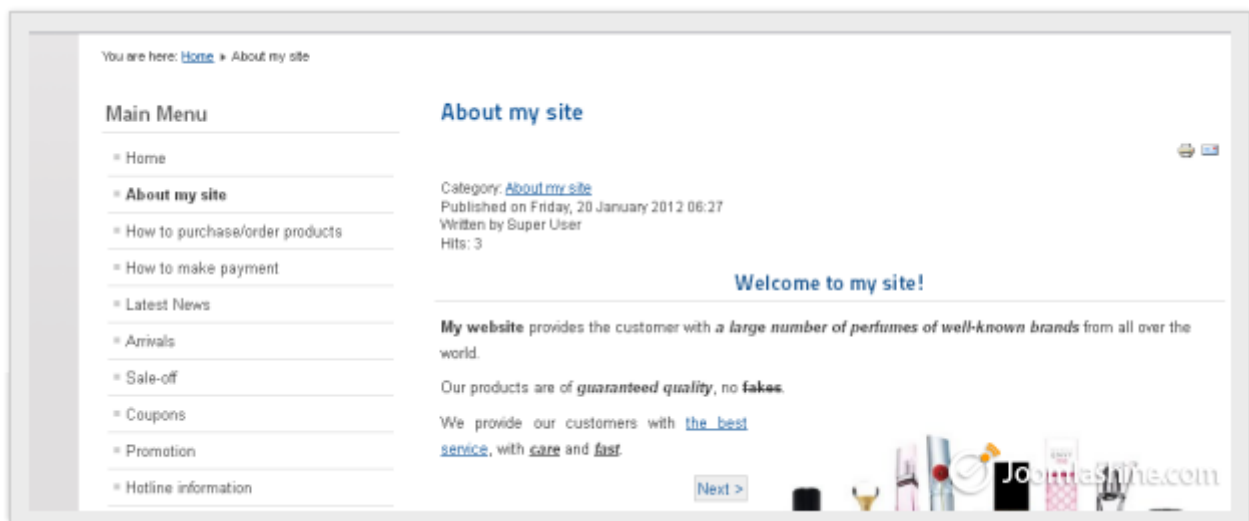 You are here: Home ▸ About my site
Main Menu
Home
About my site
How to purchase/order products
How to make payment
Latest News
Arrivals
Sale-off
Coupons
Promotion
Hotline information
About my site
Category: About my site
Published on Friday, 20 January 2012 06:27
Written by Super User
Hits: 3
Welcome to my site!
My website provides the customer with a large number of perfumes of well-known brands from all over the
world.
Our products are of guaranteed quality, no fakes.
We provide our customers with the best
service, with care and fast.
Next >
Joomlashine.com